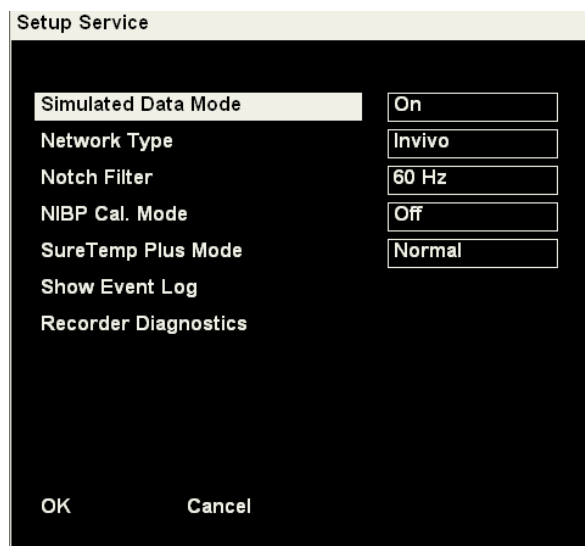 Setup Service
Simulated Data Mode On
Network Type Invivo
Notch Filter 60 Hz
NIBP Cal. Mode Off
SureTemp Plus Mode Normal
Show Event Log
Recorder Diagnostics
OK Cancel